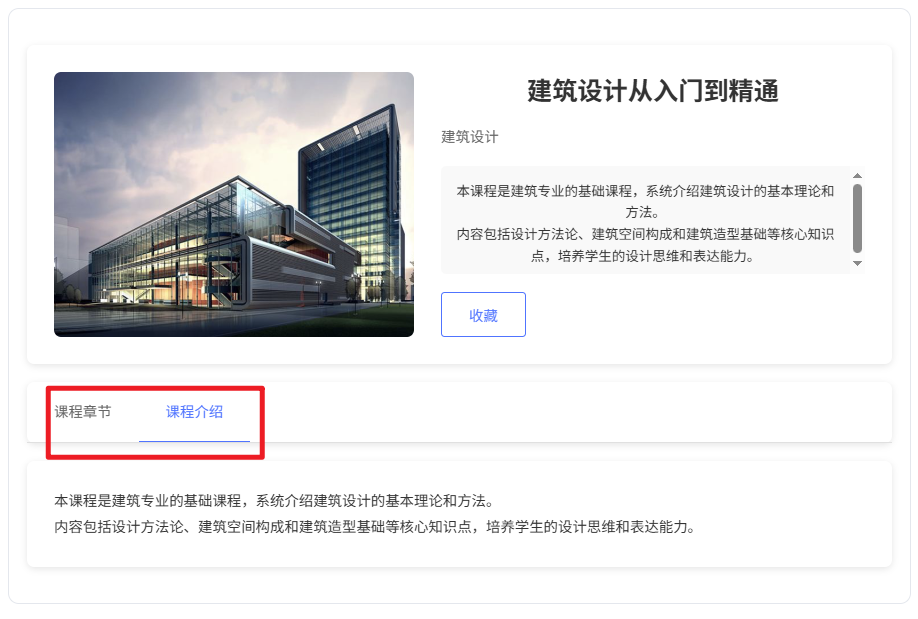 建筑设计从入门到精通
建筑设计
本课程是建筑专业的基础课程，系统介绍建筑设计的基本理论和
方法。
内容包括设计方法论、建筑空间构成和建筑造型基础等核心知识
点，培养学生的设计思维和表达能力。
收藏
课程章节
课程介绍
本课程是建筑专业的基础课程，系统介绍建筑设计的基本理论和方法。
内容包括设计方法论、建筑空间构成和建筑造型基础等核心知识点，培养学生的设计思维和表达能力。